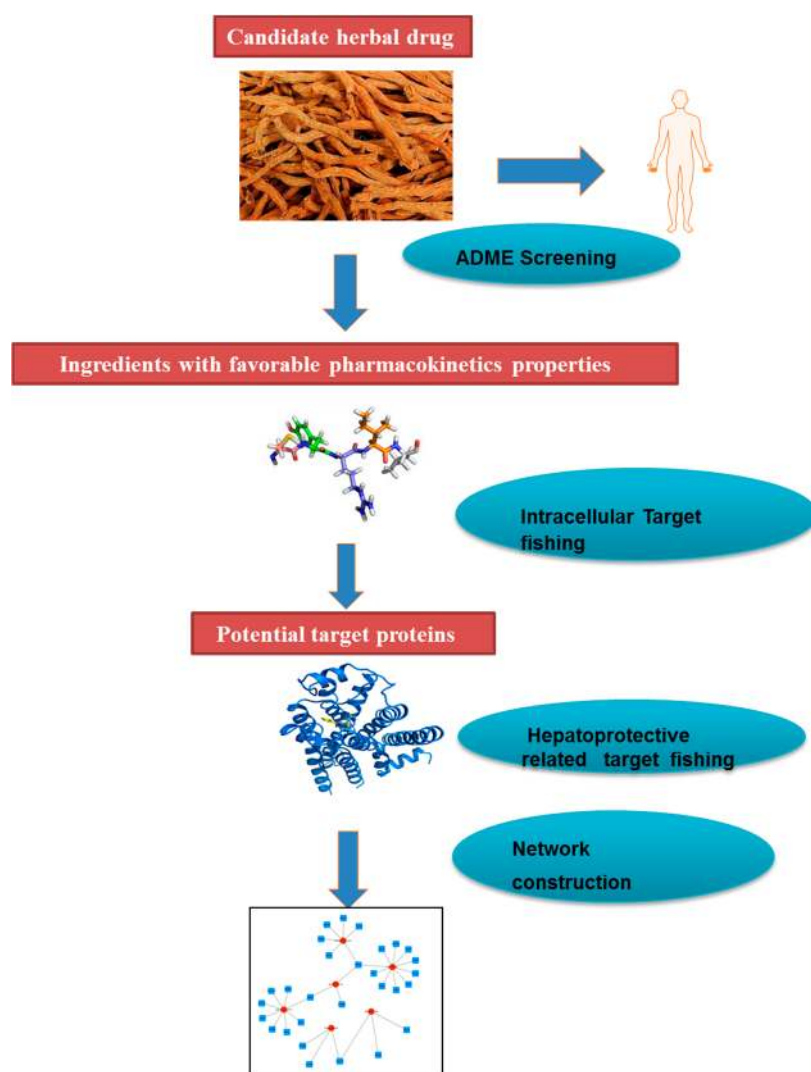 Candidate herbal drug
ADME Screening
Ingredients with favorable pharmacokinetics properties
Intracellular Target
fishing
Potential target proteins
Hepatoprotective
related target fishing
Network
construction